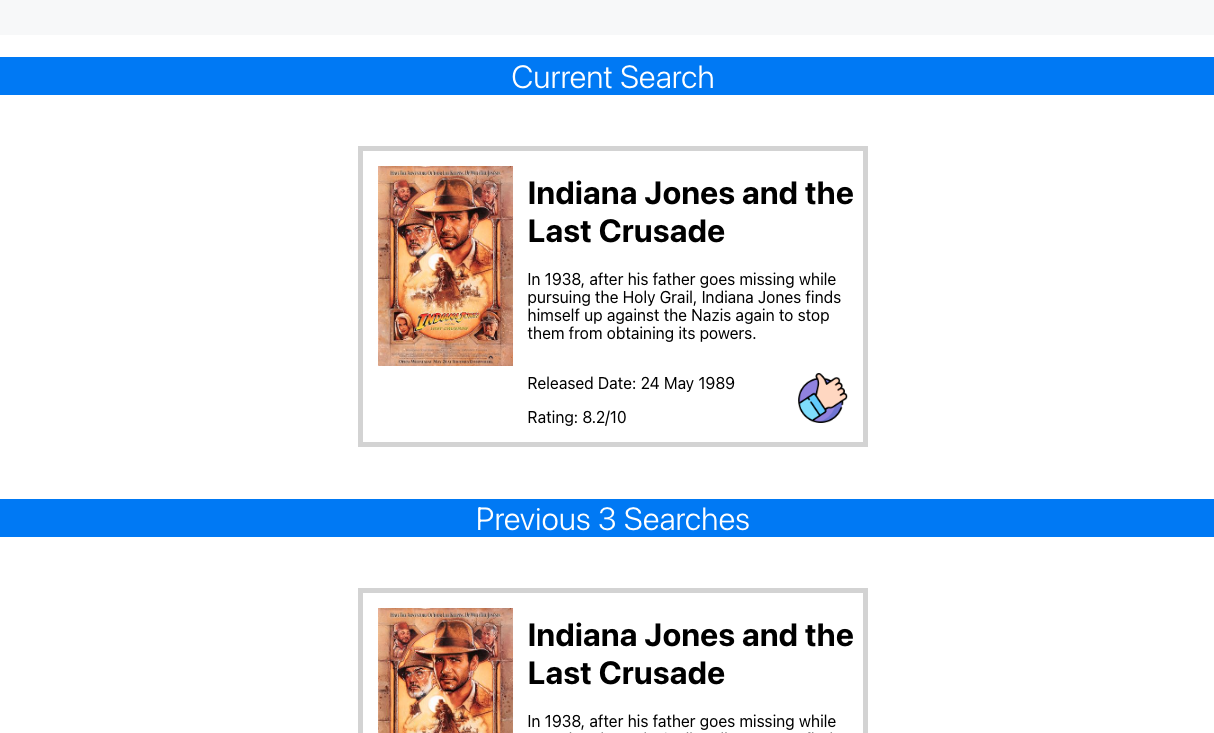 Current Search
Indiana Jones and the
Last Crusade
In 1938, after his father goes missing while
pursuing the Holy Grail, Indiana Jones finds
himself up against the Nazis again to stop
them from obtaining its powers.
Released Date: 24 May 1989
Rating: 8.2/10
Previous 3 Searches
Indiana Jones and the
Last Crusade
In 1938, after his father goes missing while